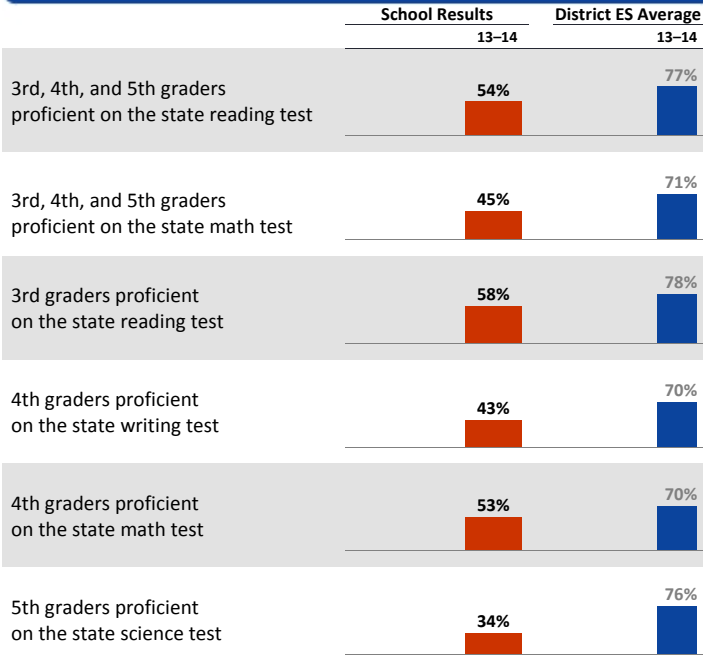 School Results District ES Average
13–14 13–14
3rd, 4th, and 5th graders
proficient on the state reading test
54% 77%
3rd, 4th, and 5th graders
proficient on the state math test
45% 71%
3rd graders proficient
on the state reading test
58% 78%
4th graders proficient
on the state writing test
43% 70%
4th graders proficient
on the state math test
53% 70%
5th graders proficient
on the state science test
34% 76%